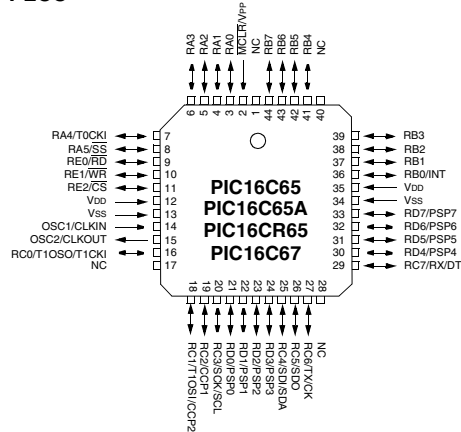 PLCC
RA3
RA2
RA1
RA0
MCLR/VPP
NC
RB7
RB6
RB5
RB4
NC
6
5
4
3
2
1
44
43
42
41
40
RA4/T0CKI 7
RA5/SS 8
RE0/RD 9
RE1/WR 10
RE2/CS 11
VDD 12
VSS 13
OSC1/CLKIN 14
OSC2/CLKOUT 15
RC0/T1OSO/T1CKI 16
NC 17
PIC16C65
PIC16C65A
PIC16CR65
PIC16C67
39 RB3
38 RB2
37 RB1
36 RB0/INT
35 VDD
34 VSS
33 RD7/PSP7
32 RD6/PSP6
31 RD5/PSP5
30 RD4/PSP4
29 RC7/RX/DT
18
19
20
21
22
23
24
25
26
27
28
RC1/T1OSI/CCP2
RC2/CCP1
RC3/SCK/SCL
RD0/PSP0
RD1/PSP1
RD2/PSP2
RD3/PSP3
RC4/SDI/SDA
RC5/SDO
RC6/TX/CK
NC